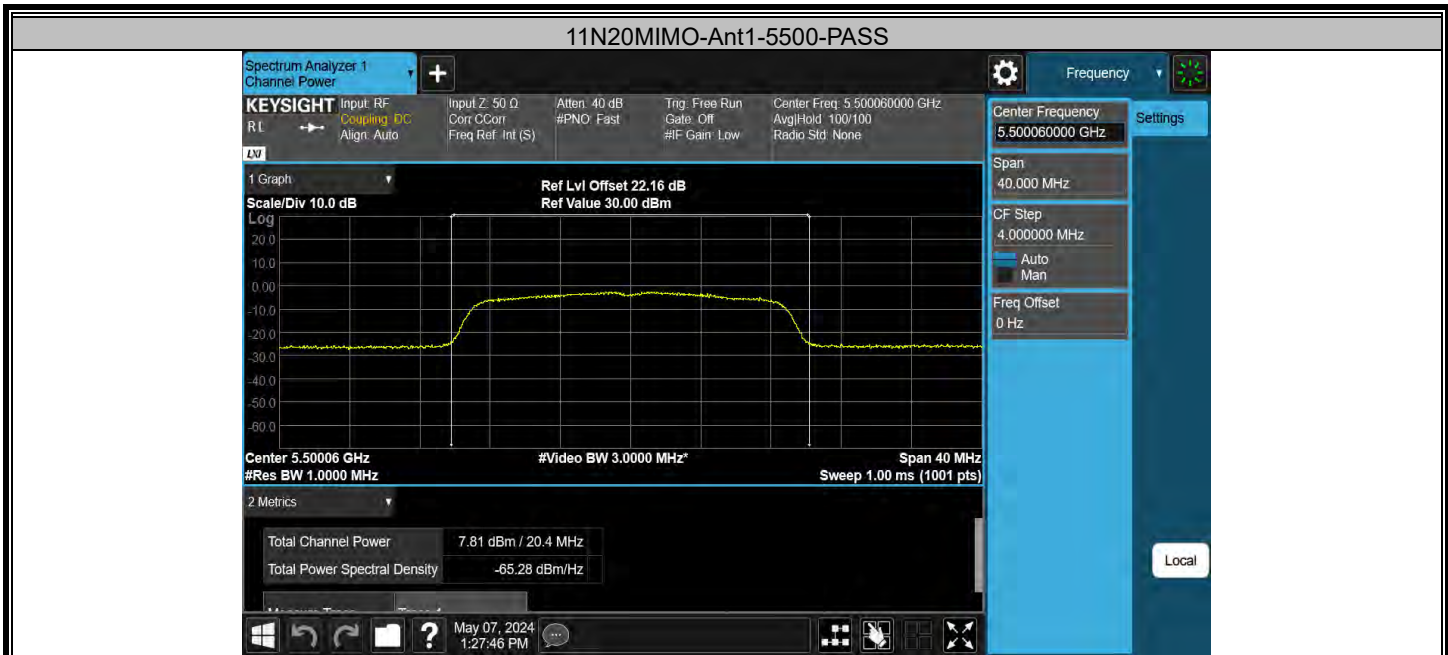 11N20MIMO-Ant1-5500-PASS
Spectrum Analyzer 1
Channel Power
+
Frequency
KEYSIGHT
RL
LXI
Input: RF
Coupling: DC
Align: Auto
Input Z: 50 Ω
Corr CCorr
Freq Ref: Int (S)
Atten: 40 dB
#PNO: Fast
Trig: Free Run
Gate: Off
#IF Gain: Low
Center Freq: 5.500060000 GHz
Avg|Hold: 100/100
Radio Std: None
Center Frequency
5.500060000 GHz
Settings
Span
40.000 MHz
CF Step
4.000000 MHz
Auto
Man
Freq Offset
0 Hz
Local
1 Graph
Scale/Div 10.0 dB
Ref Lvl Offset 22.16 dB
Ref Value 30.00 dBm
Log
20.0
10.0
0.00
-10.0
-20.0
-30.0
-40.0
-50.0
-60.0
Center 5.50006 GHz
#Video BW 3.0000 MHz*
Span 40 MHz
#Res BW 1.0000 MHz
Sweep 1.00 ms (1001 pts)
2 Metrics
Total Channel Power 7.81 dBm / 20.4 MHz
Total Power Spectral Density -65.28 dBm/Hz
?
May 07, 2024
1:27:46 PM